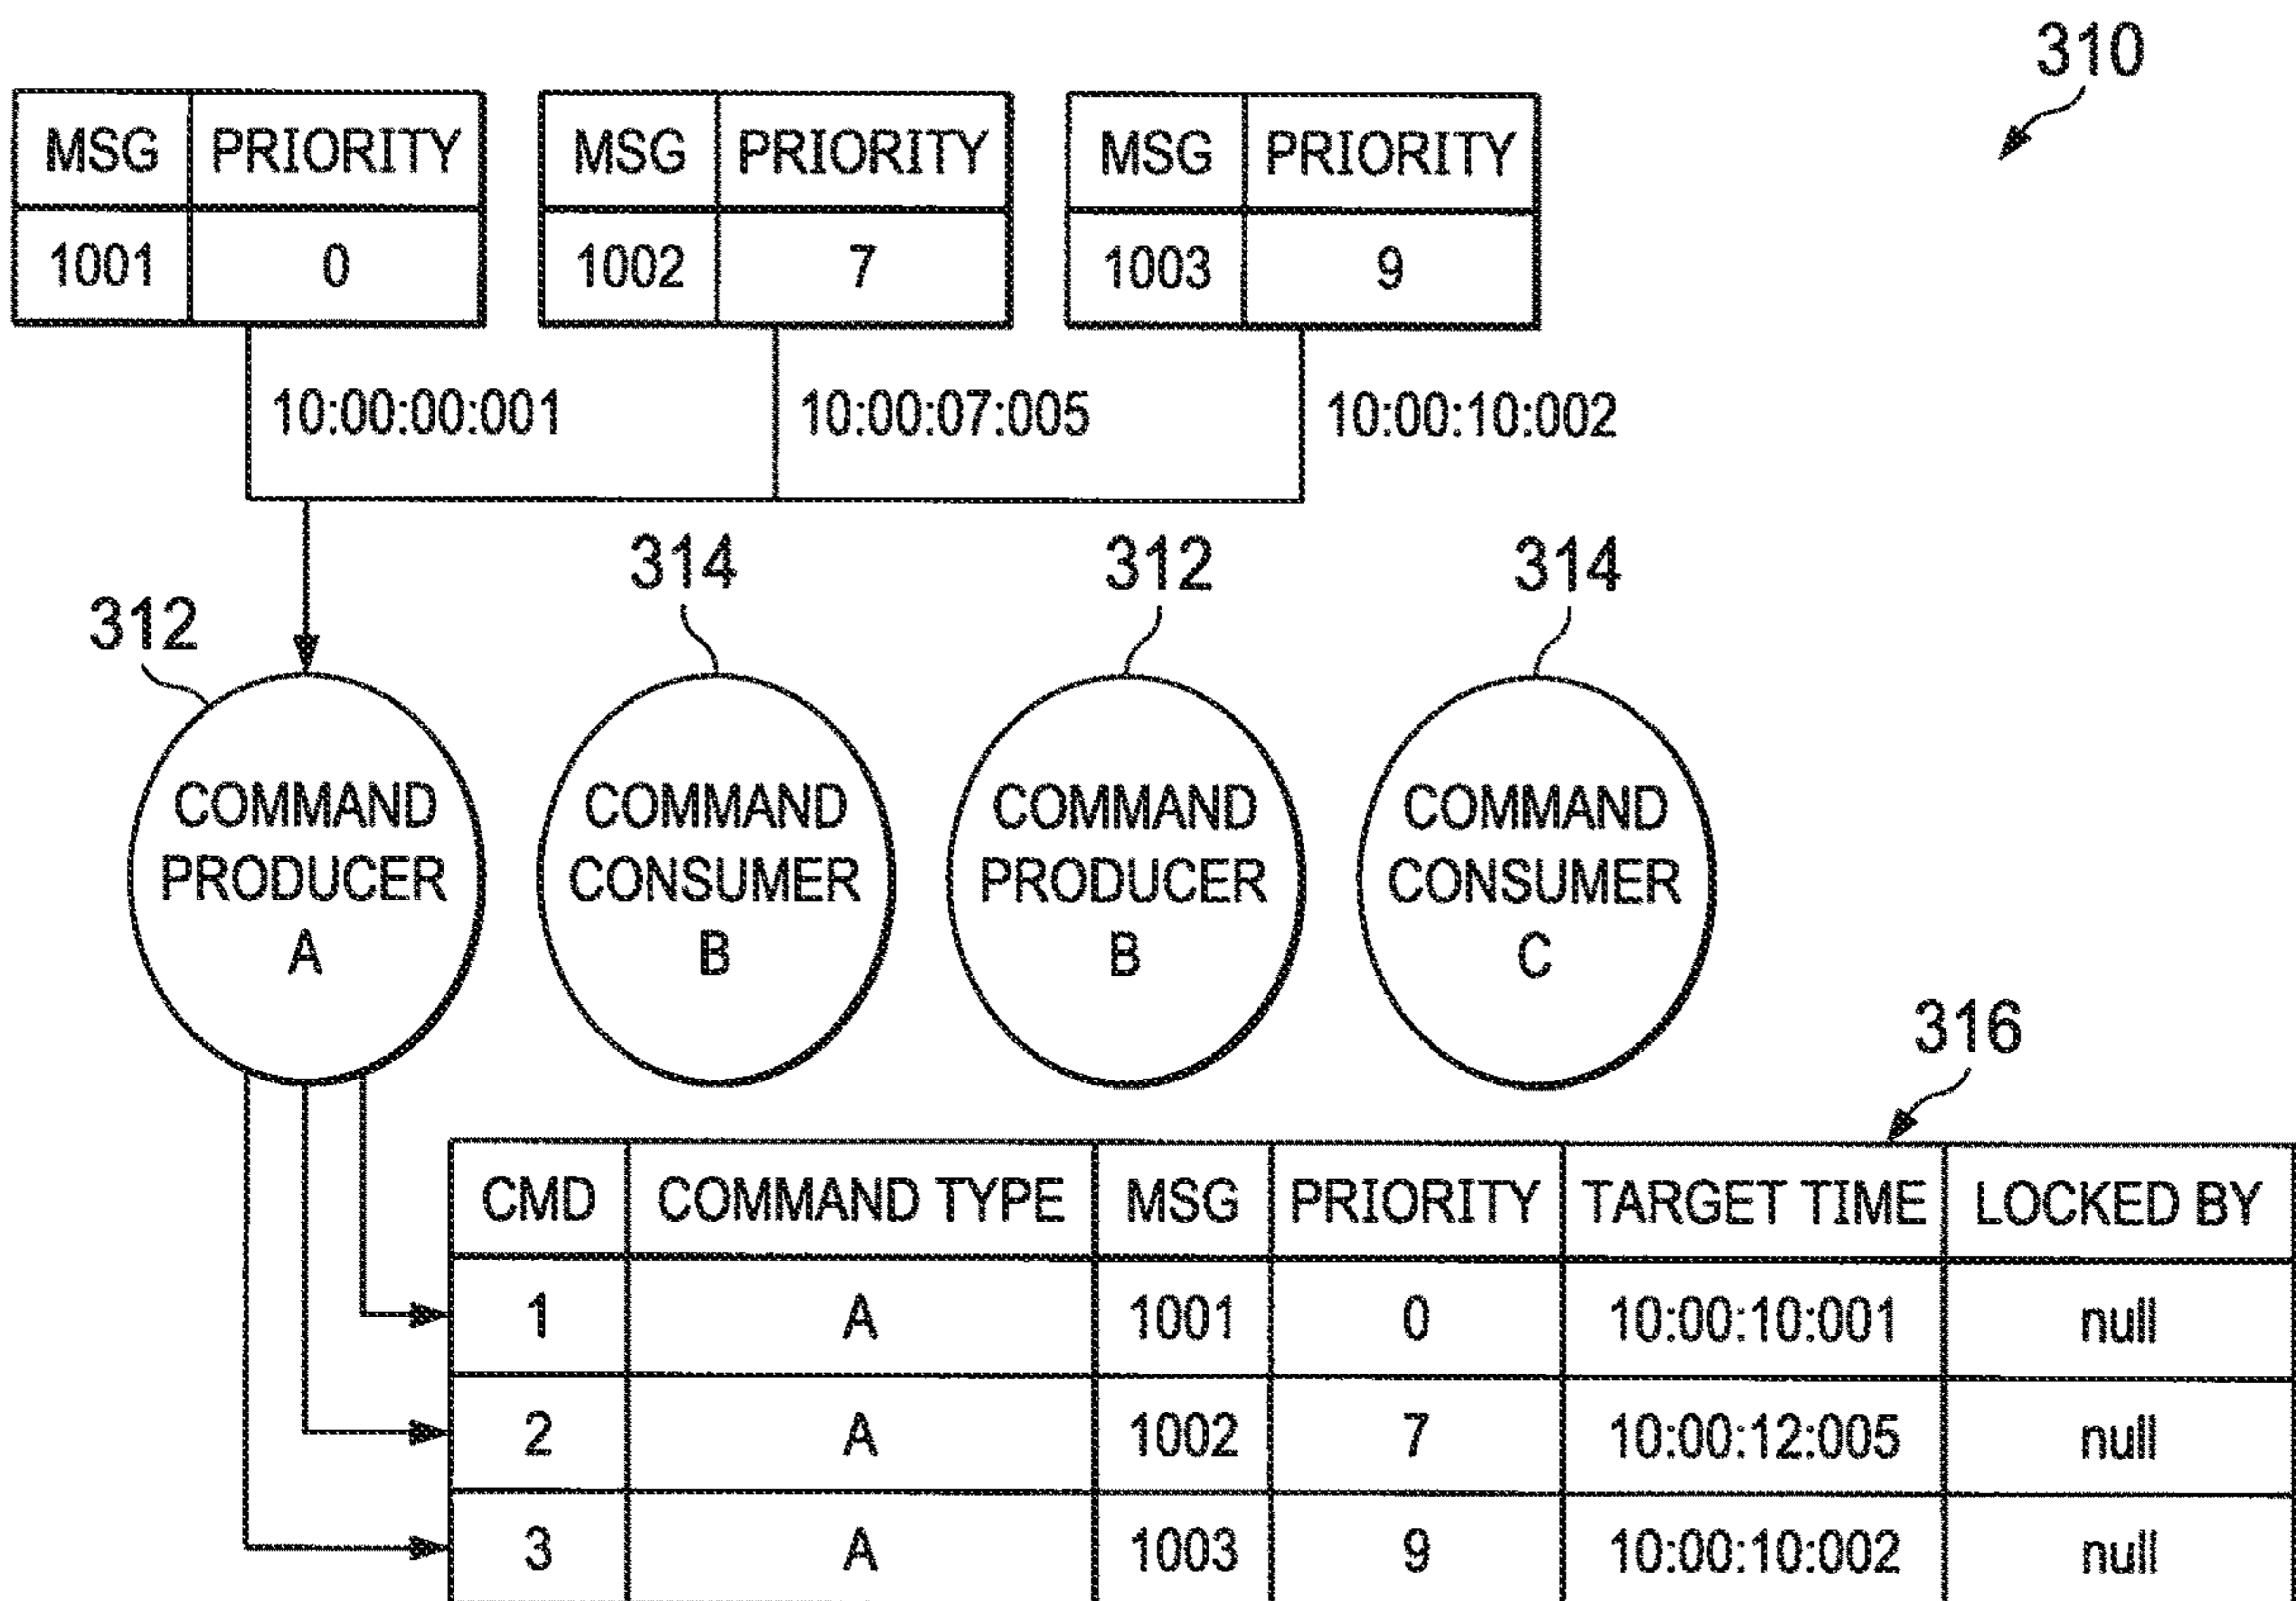 310
MSG PRIORITY
1001 0
MSG PRIORITY
1002 7
MSG PRIORITY
1003 9
10:00:00:001
10:00:07:005
10:00:10:002
312
314
312
314
COMMAND
PRODUCER
A
COMMAND
CONSUMER
B
COMMAND
PRODUCER
B
COMMAND
CONSUMER
C
316
CMD COMMAND TYPE MSG PRIORITY TARGET TIME LOCKED BY
1 A 1001 0 10:00:10:001 null
2 A 1002 7 10:00:12:005 null
3 A 1003 9 10:00:10:002 null